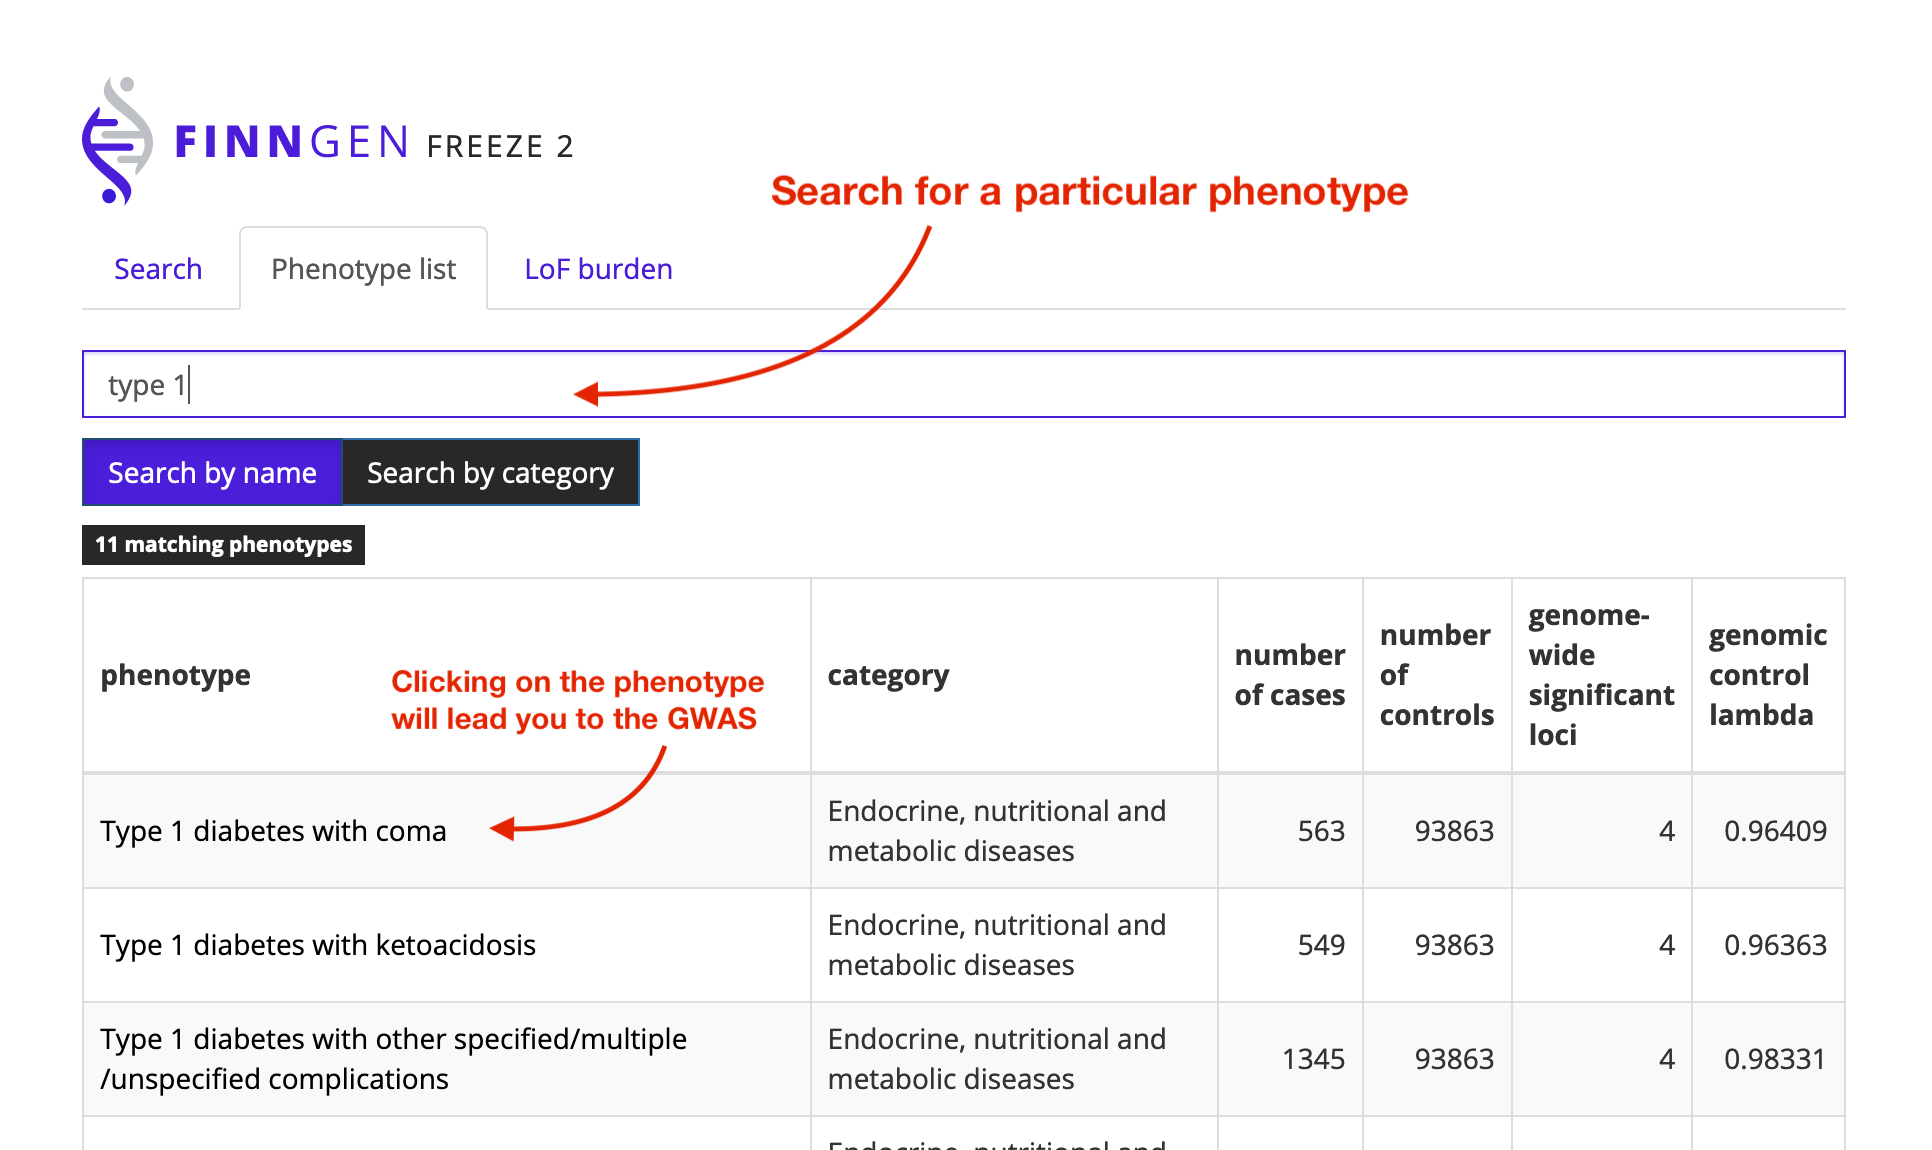 FINNGEN FREEZE 2
Search for a particular phenotype
Search
Phenotype list
LoF burden
type 1
Search by name
Search by category
11 matching phenotypes
phenotype
Clicking on the phenotype
will lead you to the GWAS
category
number
of cases
number
of
controls
genome-
wide
significant
loci
genomic
control
lambda
Type 1 diabetes with coma
Endocrine, nutritional and
metabolic diseases
563
93863
4
0.96409
Type 1 diabetes with ketoacidosis
Endocrine, nutritional and
metabolic diseases
549
93863
4
0.96363
Type 1 diabetes with other specified/multiple
/unspecified complications
Endocrine, nutritional and
metabolic diseases
1345
93863
4
0.98331
Endocrine, nutritional and